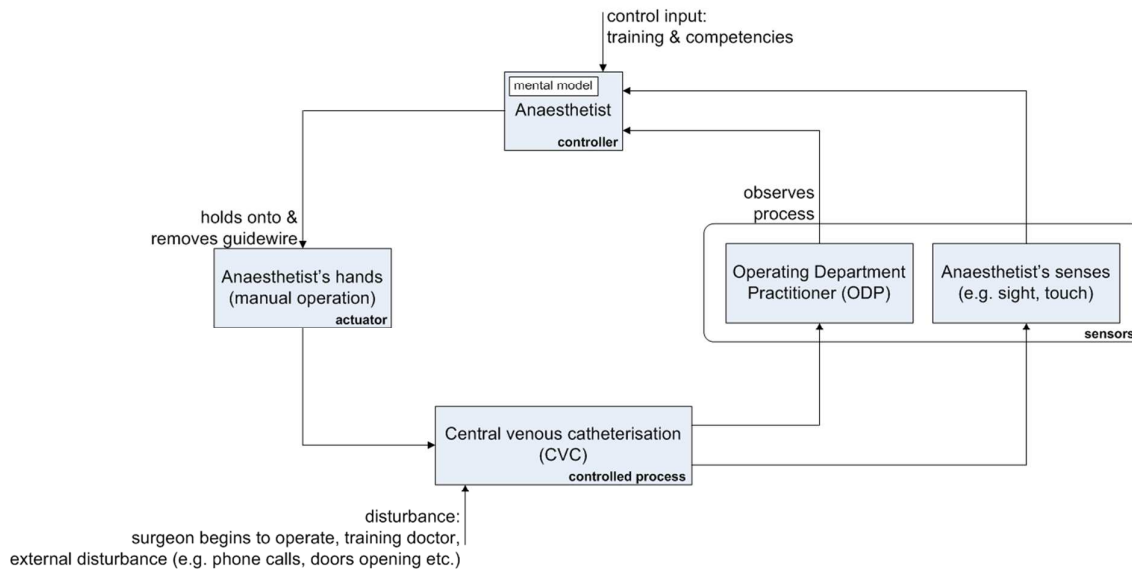 control input:
training & competencies
mental model
Anaesthetist
controller
holds onto &
removes guidewire
Anaesthetist's hands
(manual operation)
actuator
observes
process
Operating Department
Practitioner (ODP)
Anaesthetist's senses
(e.g. sight, touch)
sensors
Central venous catheterisation
(CVC)
controlled process
disturbance:
surgeon begins to operate, training doctor,
external disturbance (e.g. phone calls, doors opening etc.)